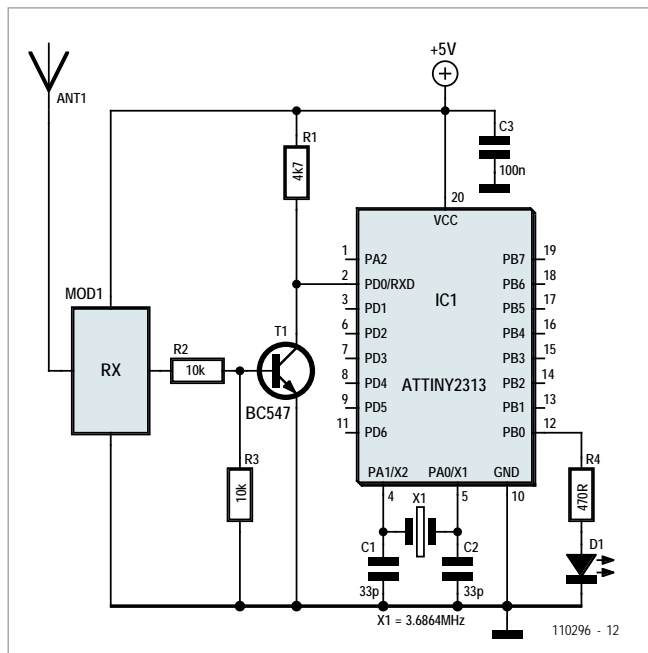 +5V
ANT1
R1
4k7
C3
100n
20
VCC
1
PA2
PB7
19
2
PD0/RXD
PB6
18
MOD1
3
PD1
IC1
PB5
17
T1
6
PD2
PB4
16
RX
R2
10k
7
PD3
PB3
15
8
PD4
ATTINY2313
PB2
14
BC547
9
PD5
PB1
13
11
PD6
PB0
12
R3
10k
PA1/X2
PA0/X1
GND
R4
470R
4
X1
5
10
C1
C2
D1
33p
33p
X1 = 3.6864MHz
110296 - 12